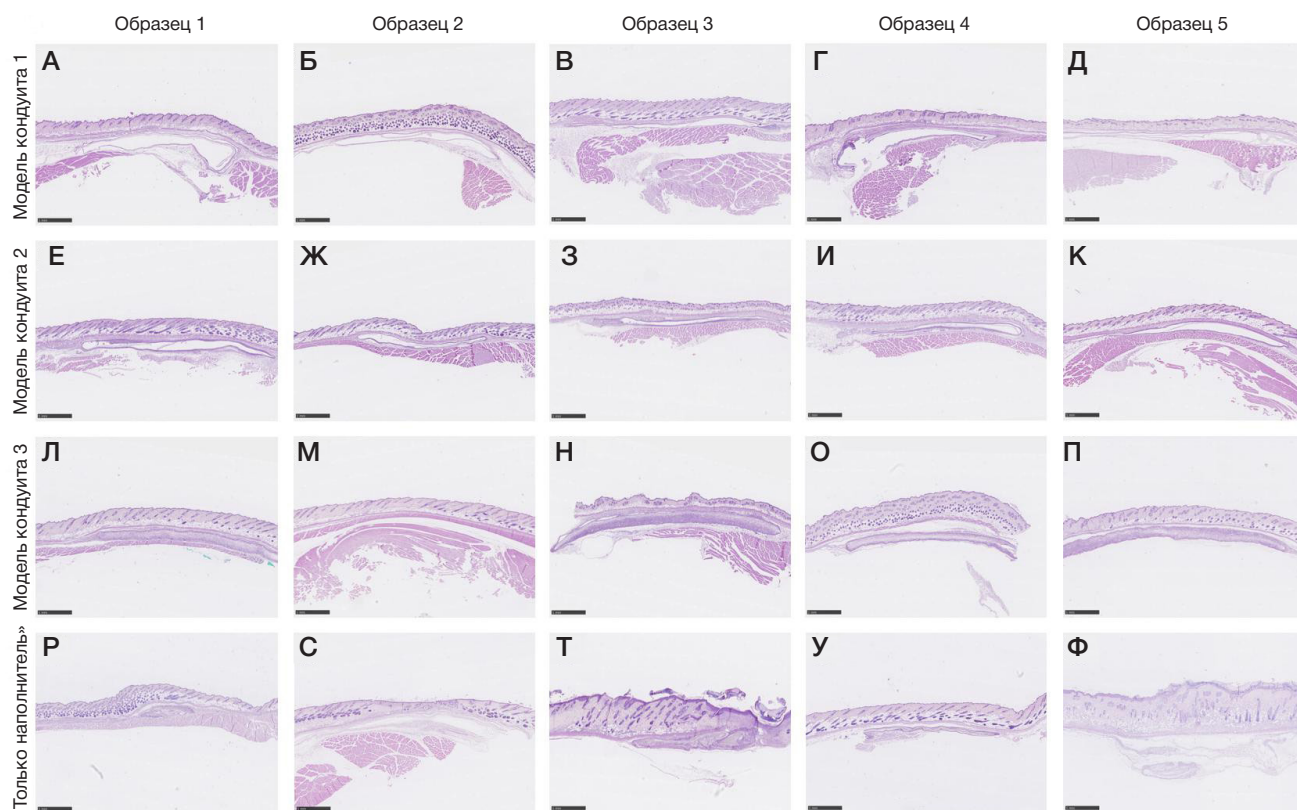 Образец 1
Образец 2
Образец 3
Образец 4
Образец 5
Модель кондуита 1
А
Б
В
Г
Д
Модель кондуита 2
Е
Ж
З
И
К
Модель кондуита 3
Л
М
Н
О
П
Только наполнитель»
Р
С
Т
У
Ф